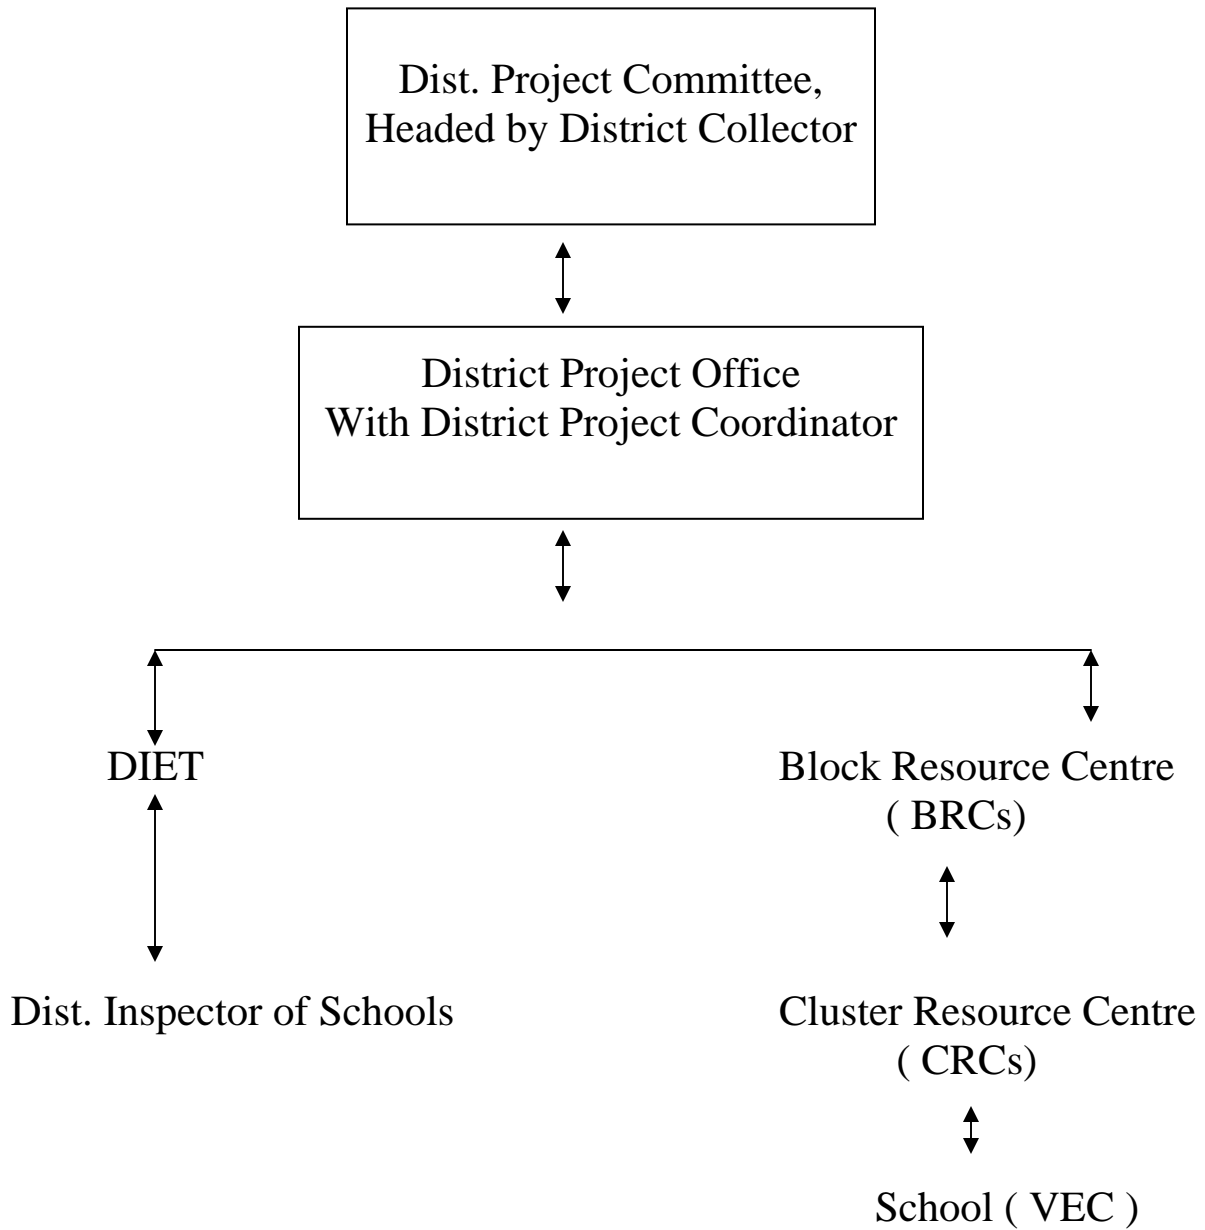 Dist. Project Committee,
Headed by District Collector
District Project Office
With District Project Coordinator
DIET
Block Resource Centre
( BRCs)
Dist. Inspector of Schools
Cluster Resource Centre
( CRCs)
School ( VEC )